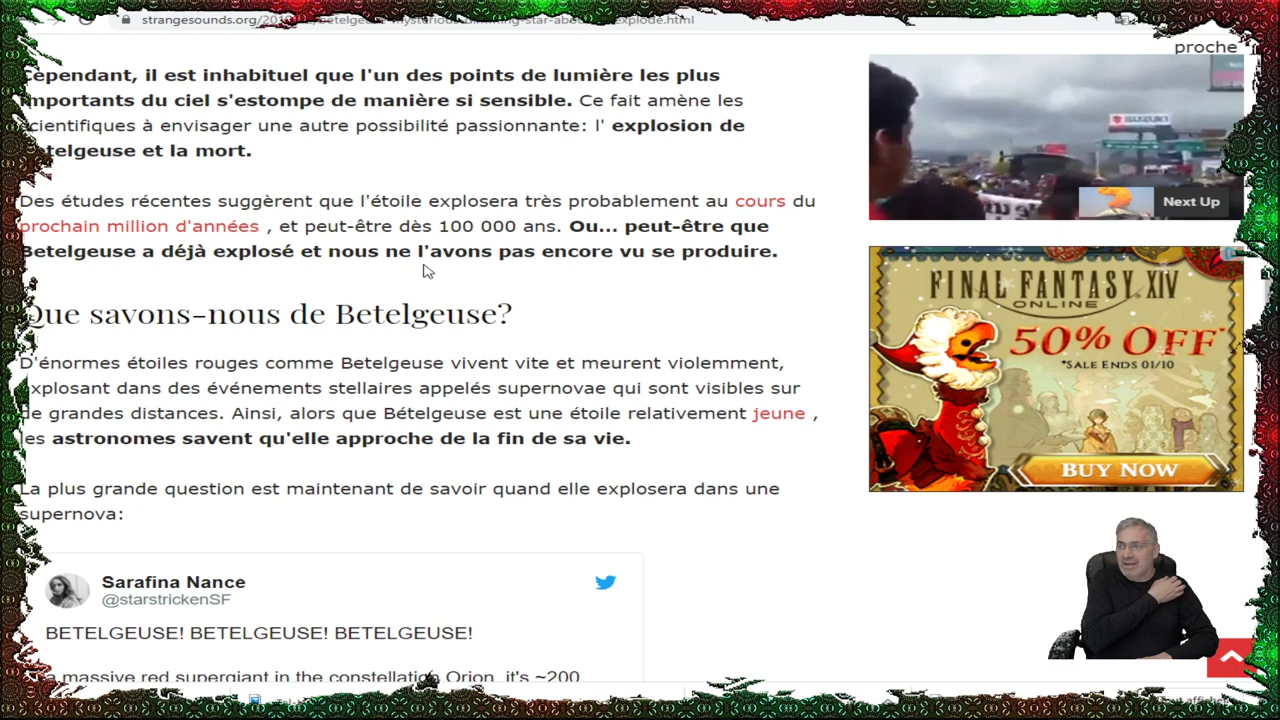 strangesounds.org/
explode.html
proche
Cependant, il est inhabituel que l'un des points de lumière les plus
importants du ciel s'estompe de manière si sensible. Ce fait amène les
scientifiques à envisager une autre possibilité passionnante: l' explosion de
Betelgeuse et la mort.
Des études récentes suggèrent que l'étoile explosera très probablement au cours du
prochain million d'années , et peut-être dès 100 000 ans. Ou... peut-être que
Betelgeuse a déjà explosé et nous ne l'avons pas encore vu se produire.
Que savons-nous de Betelgeuse?
D'énormes étoiles rouges comme Betelgeuse vivent vite et meurent violemment,
explosant dans des événements stellaires appelés supernovae qui sont visibles sur
de grandes distances. Ainsi, alors que Bételgeuse est une étoile relativement jeune ,
les astronomes savent qu'elle approche de la fin de sa vie.
La plus grande question est maintenant de savoir quand elle explosera dans une
supernova:
Sarafina Nance
@starstrickenSF
BETELGEUSE! BETELGEUSE! BETELGEUSE!
a massive red supergiant in the constellation Orion, it's ~200
SUZUKI
Next Up
FINAL FANTASY XIV
ONLINE
50% OFF*
*SALE ENDS 01/10
BUY NOW